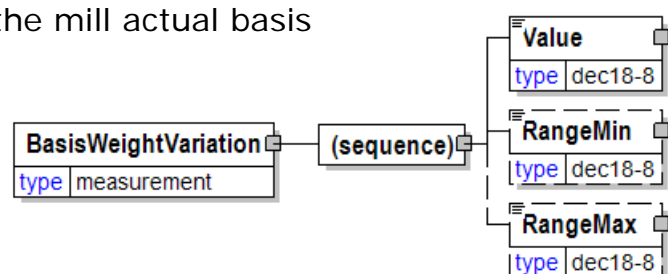 the mill actual basis
Value
type dec18-8
BasisWeightVariation
type measurement
(sequence)
RangeMin
type dec18-8
RangeMax
type dec18-8